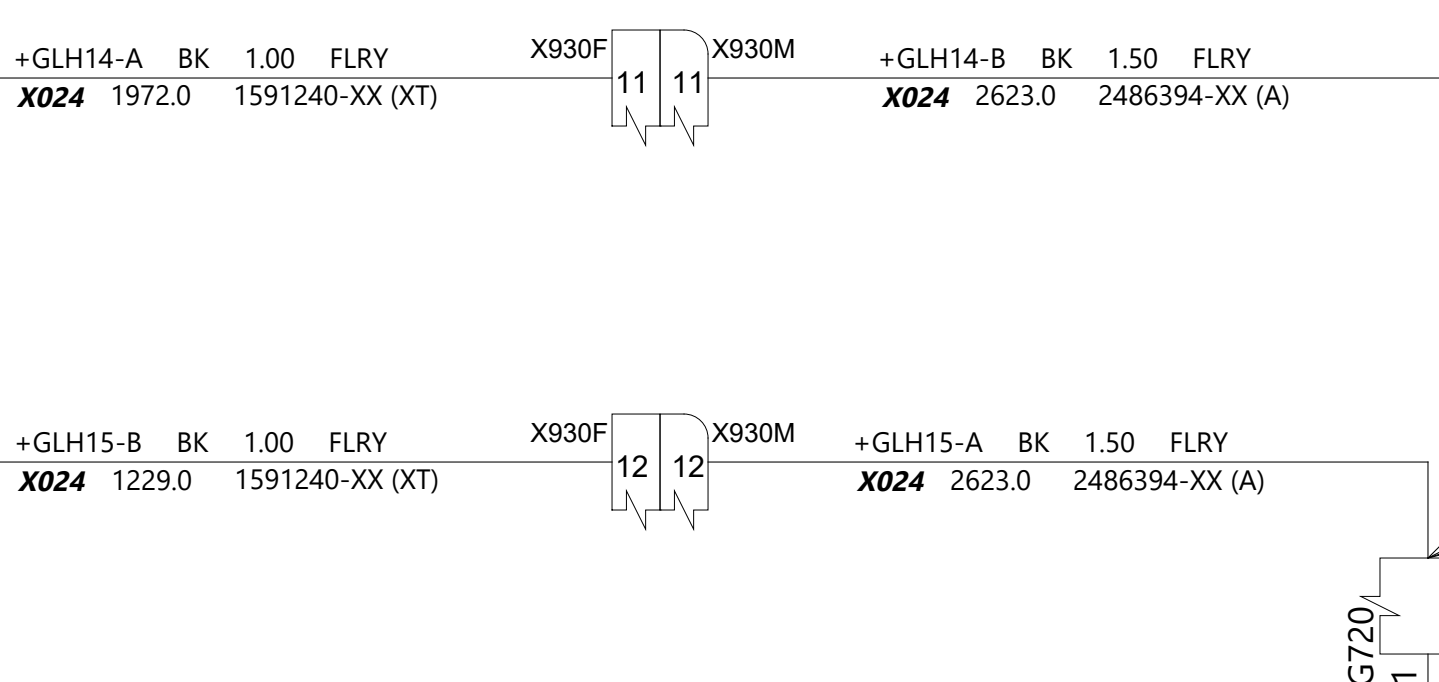 +GLH14-A BK 1.00 FLRY
X024 1972.0 1591240-XX (XT)
X930F X930M
11 11
+GLH14-B BK 1.50 FLRY
X024 2623.0 2486394-XX (A)
+GLH15-B BK 1.00 FLRY
X024 1229.0 1591240-XX (XT)
X930F X930M
12 12
+GLH15-A BK 1.50 FLRY
X024 2623.0 2486394-XX (A)
G720
1